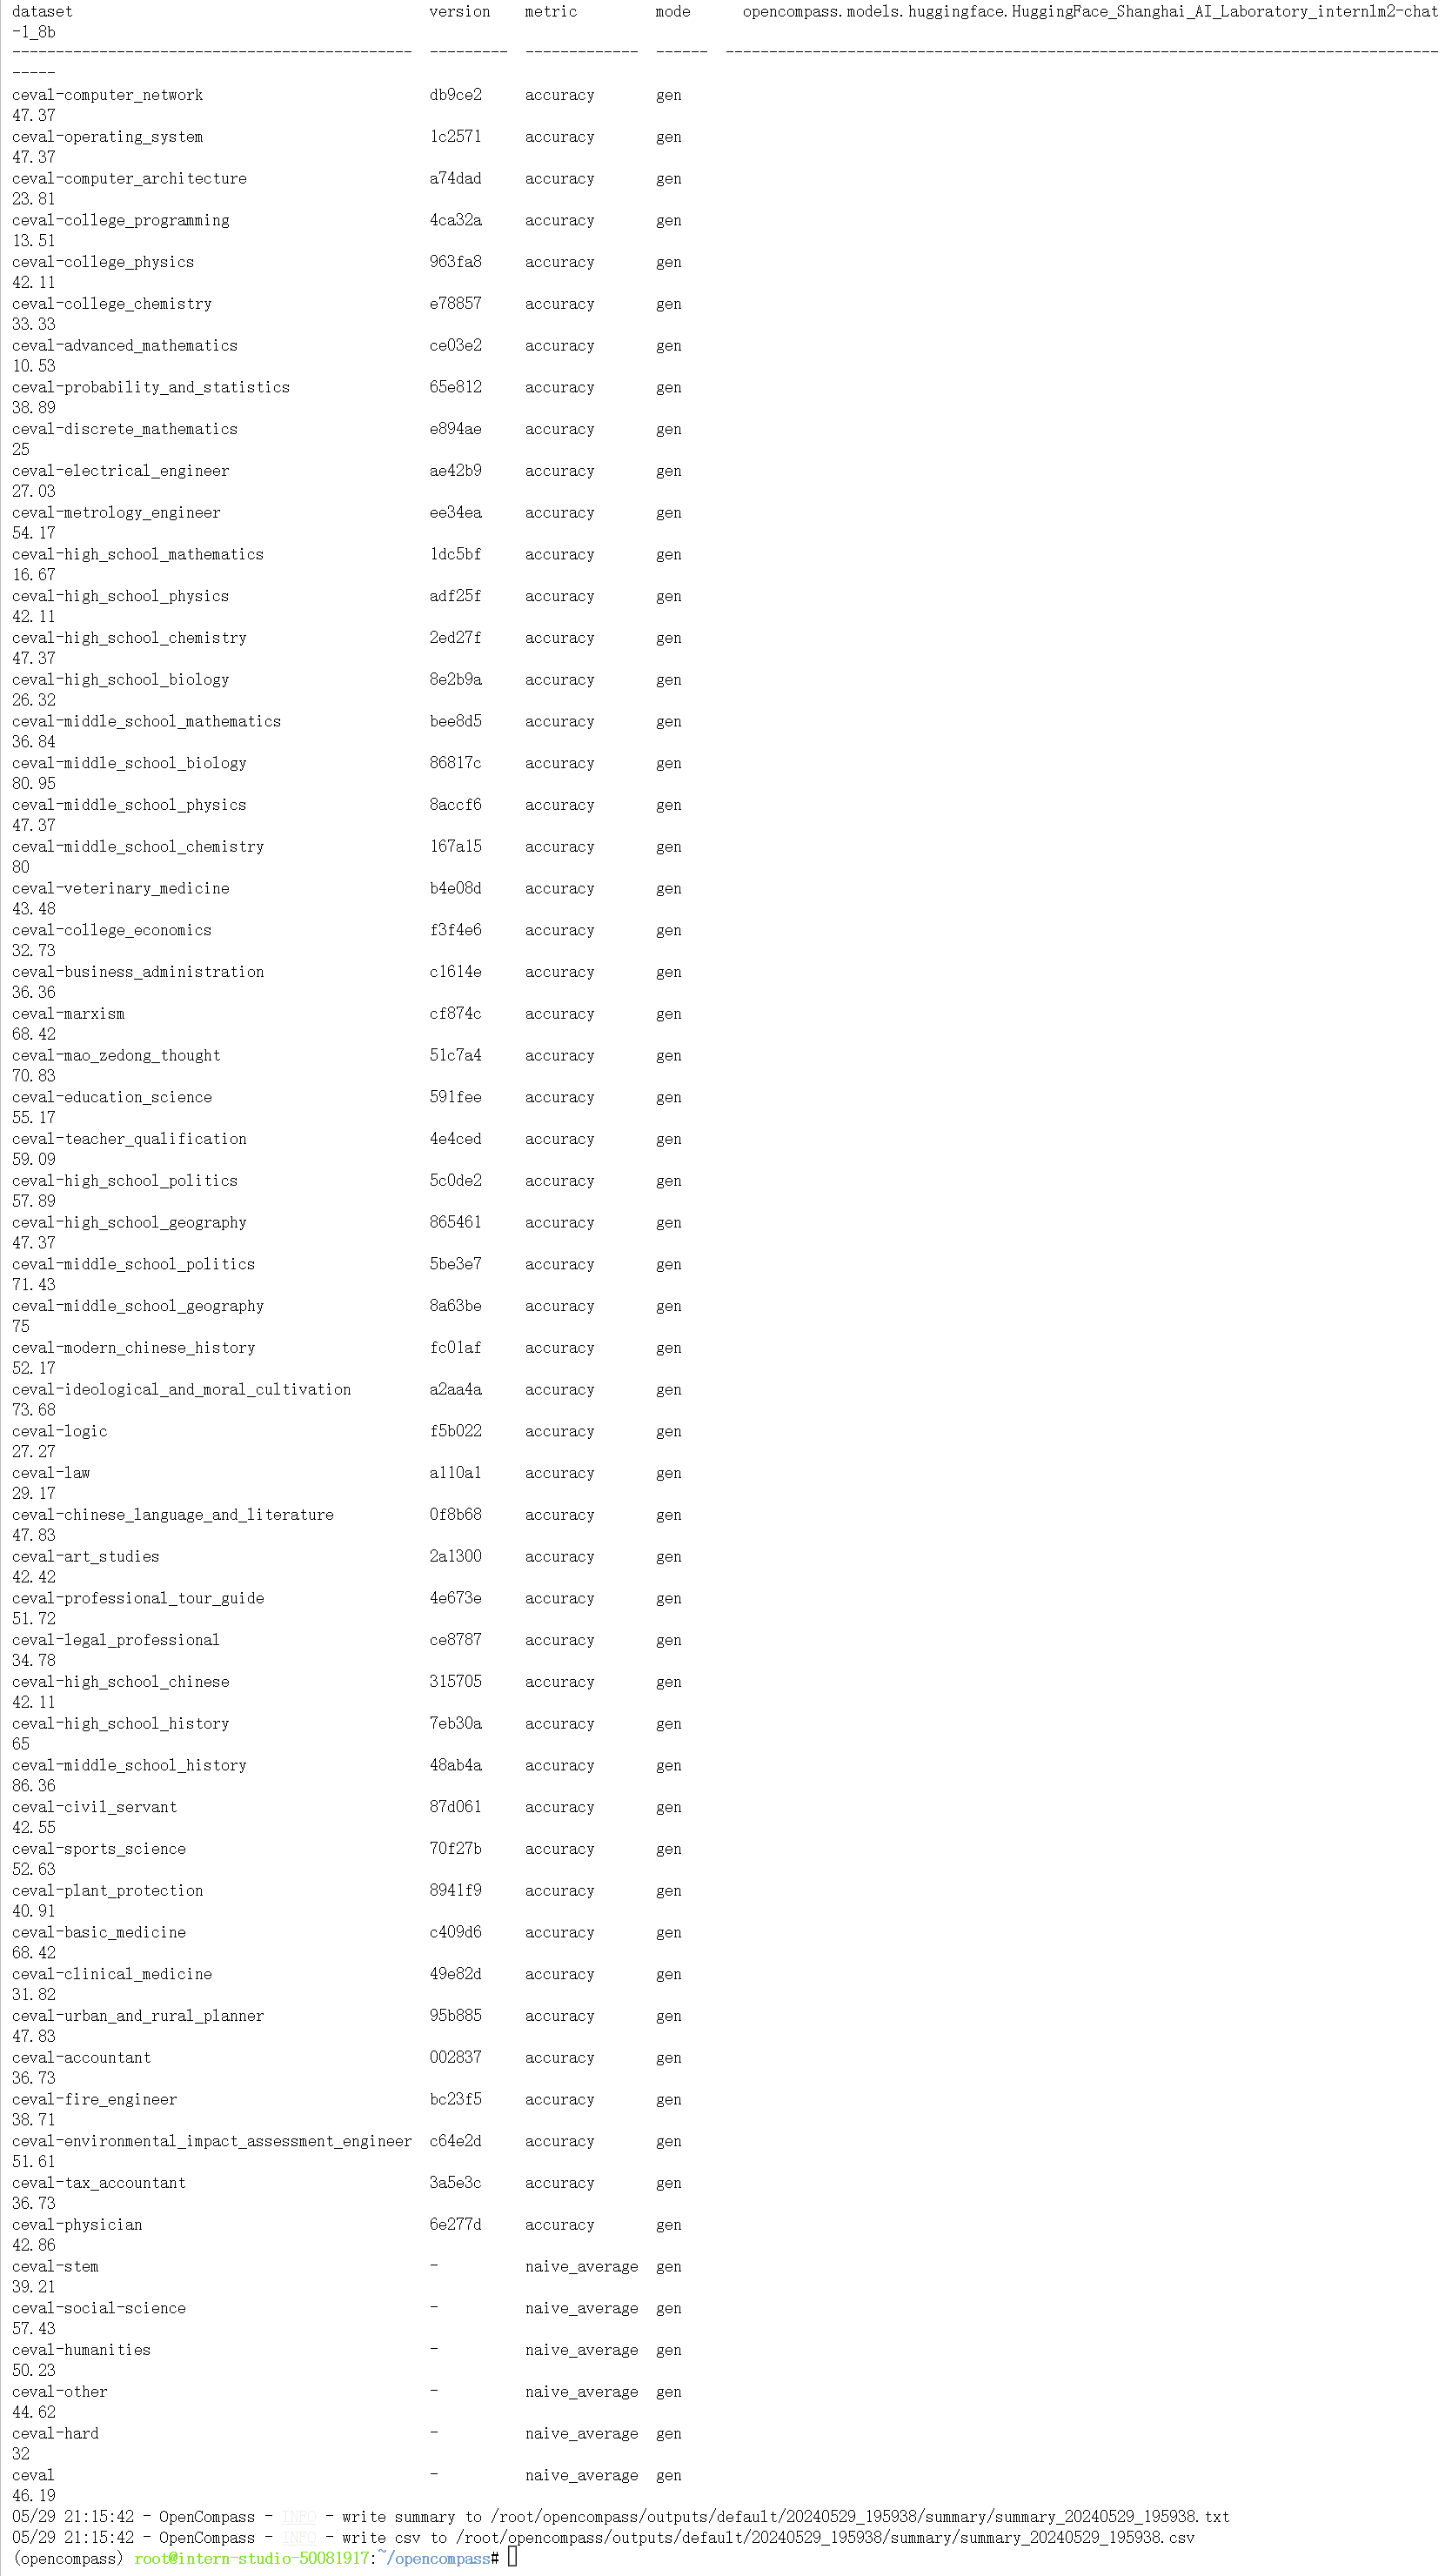 dataset version metric mode opencompass.models.huggingface.HuggingFace_Shanghai_AI_Laboratory_internlm2-chat
-1_8b
---------------------------------------------- --------- ------------- ------ ----------------------------------------------------------------------------------
-----
ceval-computer_network db9ce2 accuracy gen
47.37
ceval-operating_system 1c2571 accuracy gen
47.37
ceval-computer_architecture a74dad accuracy gen
23.81
ceval-college_programming 4ca32a accuracy gen
13.51
ceval-college_physics 963fa8 accuracy gen
42.11
ceval-college_chemistry e78857 accuracy gen
33.33
ceval-advanced_mathematics ce03e2 accuracy gen
10.53
ceval-probability_and_statistics 65e812 accuracy gen
38.89
ceval-discrete_mathematics e894ae accuracy gen
25
ceval-electrical_engineer ae42b9 accuracy gen
27.03
ceval-metrology_engineer ee34ea accuracy gen
54.17
ceval-high_school_mathematics 1dc5bf accuracy gen
16.67
ceval-high_school_physics adf25f accuracy gen
42.11
ceval-high_school_chemistry 2ed27f accuracy gen
47.37
ceval-high_school_biology 8e2b9a accuracy gen
26.32
ceval-middle_school_mathematics bee8d5 accuracy gen
36.84
ceval-middle_school_biology 86817c accuracy gen
80.95
ceval-middle_school_physics 8accf6 accuracy gen
47.37
ceval-middle_school_chemistry 167a15 accuracy gen
80
ceval-veterinary_medicine b4e08d accuracy gen
43.48
ceval-college_economics f3f4e6 accuracy gen
32.73
ceval-business_administration c1614e accuracy gen
36.36
ceval-marxism cf874c accuracy gen
68.42
ceval-mao_zedong_thought 51c7a4 accuracy gen
70.83
ceval-education_science 591fee accuracy gen
55.17
ceval-teacher_qualification 4e4ced accuracy gen
59.09
ceval-high_school_politics 5c0de2 accuracy gen
57.89
ceval-high_school_geography 865461 accuracy gen
47.37
ceval-middle_school_politics 5be3e7 accuracy gen
71.43
ceval-middle_school_geography 8a63be accuracy gen
75
ceval-modern_chinese_history fc01af accuracy gen
52.17
ceval-ideological_and_moral_cultivation a2aa4a accuracy gen
73.68
ceval-logic f5b022 accuracy gen
27.27
ceval-law a110a1 accuracy gen
29.17
ceval-chinese_language_and_literature 0f8b68 accuracy gen
47.83
ceval-art_studies 2a1300 accuracy gen
42.42
ceval-professional_tour_guide 4e673e accuracy gen
51.72
ceval-legal_professional ce8787 accuracy gen
34.78
ceval-high_school_chinese 315705 accuracy gen
42.11
ceval-high_school_history 7eb30a accuracy gen
65
ceval-middle_school_history 48ab4a accuracy gen
86.36
ceval-civil_servant 87d061 accuracy gen
42.55
ceval-sports_science 70f27b accuracy gen
52.63
ceval-plant_protection 8941f9 accuracy gen
40.91
ceval-basic_medicine c409d6 accuracy gen
68.42
ceval-clinical_medicine 49e82d accuracy gen
31.82
ceval-urban_and_rural_planner 95b885 accuracy gen
47.83
ceval-accountant 002837 accuracy gen
36.73
ceval-fire_engineer bc23f5 accuracy gen
38.71
ceval-environmental_impact_assessment_engineer c64e2d accuracy gen
51.61
ceval-tax_accountant 3a5e3c accuracy gen
36.73
ceval-physician 6e277d accuracy gen
42.86
ceval-stem - naive_average gen
39.21
ceval-social-science - naive_average gen
57.43
ceval-humanities - naive_average gen
50.23
ceval-other - naive_average gen
44.62
ceval-hard - naive_average gen
32
ceval - naive_average gen
46.19
05/29 21:15:42 - OpenCompass - INFO - write summary to /root/opencompass/outputs/default/20240529_195938/summary/summary_20240529_195938.txt
05/29 21:15:42 - OpenCompass - INFO - write csv to /root/opencompass/outputs/default/20240529_195938/summary/summary_20240529_195938.csv
(opencompass) root@intern-studio-50081917:~/opencompass#